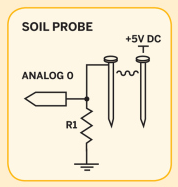 SOIL PROBE
+5V DC
ANALOG 0
R1